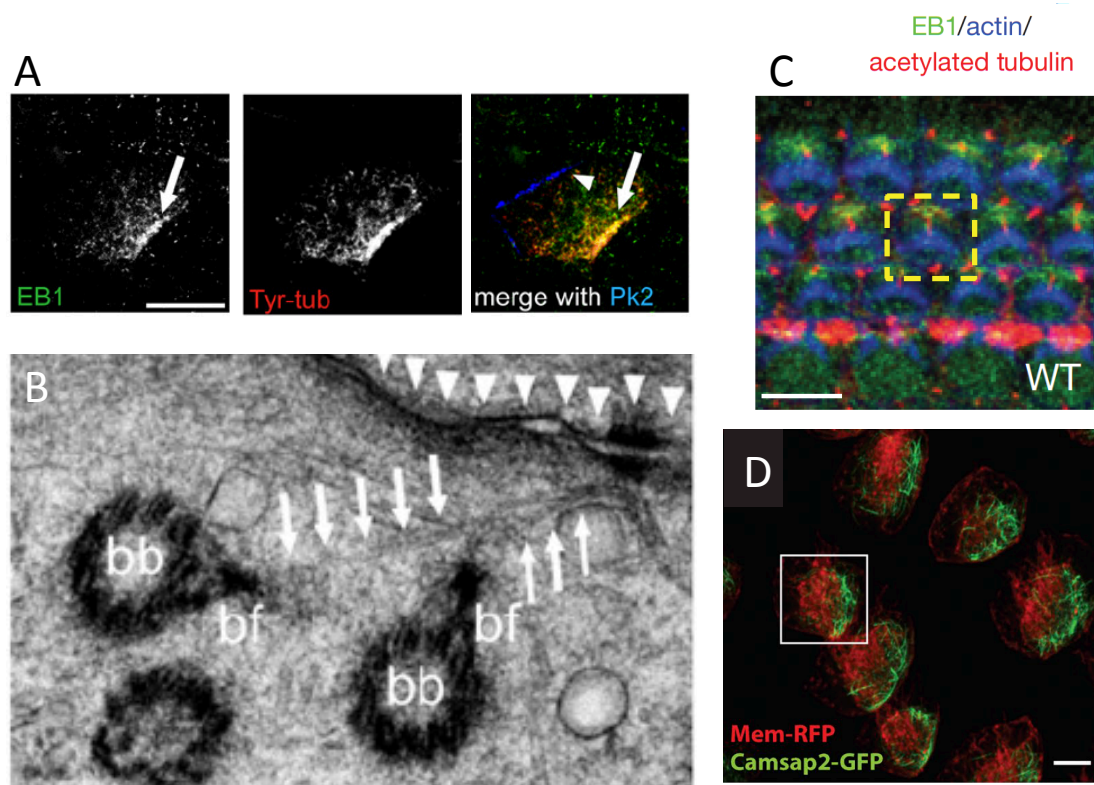 A
EB1
Tyr-tub
merge with Pk2
B
bb
bf
bf
bb
C
EB1/actin/
acetylated tubulin
WT
D
Mem-RFP
Camsap2-GFP